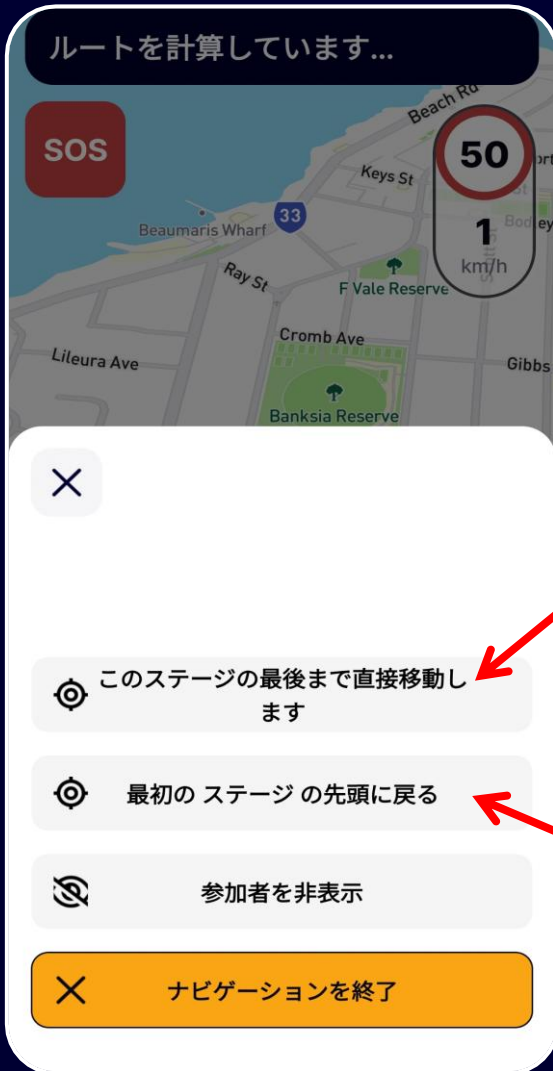 ルートを計算しています...
Beach Rd
SOS
50
Keys St
33
Beaumaris Wharf
1
km/h
Ray St
F Vale Reserve
Cromb Ave
Lileura Ave
Gibbs
Banksia Reserve
このステージの最後まで直接移動し
ます
最初の ステージ の先頭に戻る
参加者を非表示
ナビゲーションを終了